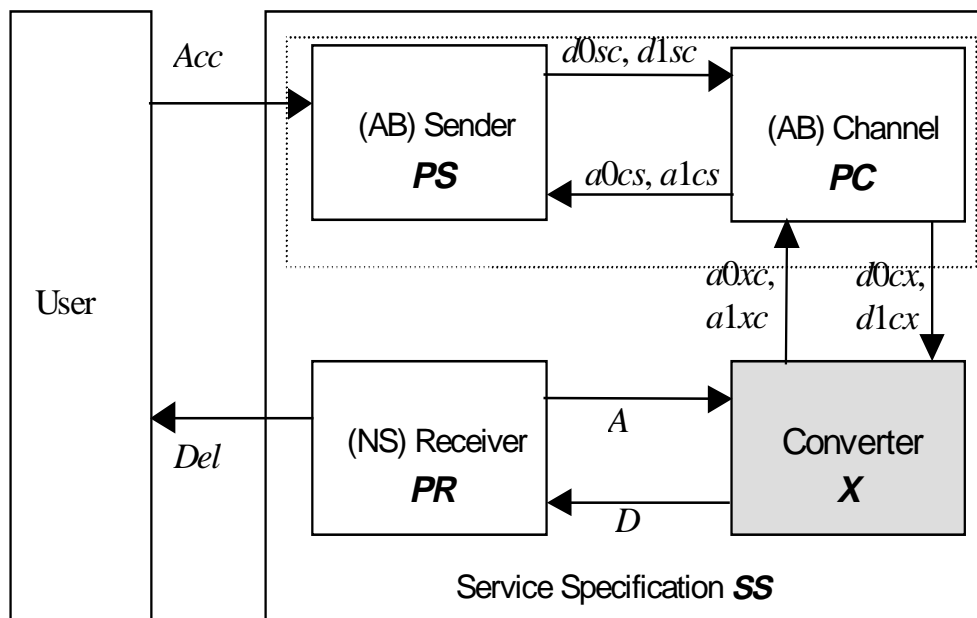 Acc
d0sc, d1sc
(AB) Sender
PS
(AB) Channel
PC
a0cs, a1cs
User
a0xc,
a1xc
d0cx,
d1cx
A
(NS) Receiver
PR
Converter
X
Del
D
Service Specification SS